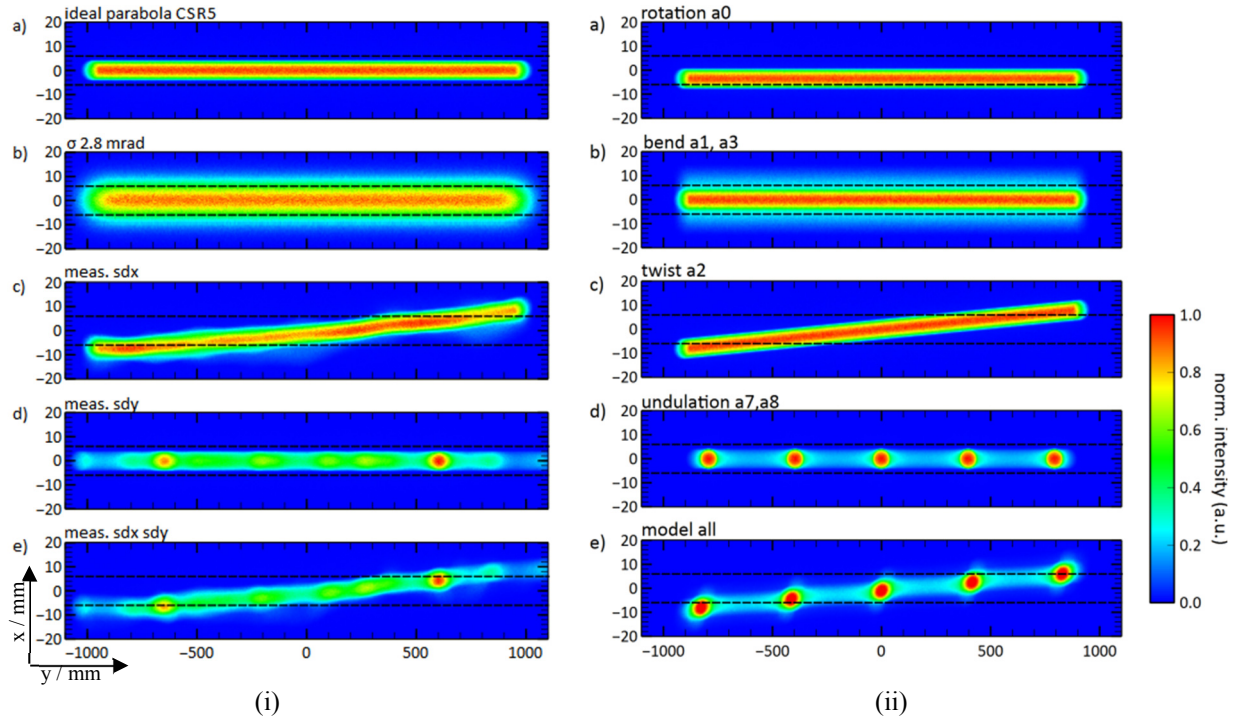 ideal parabola CSR5
a)
20
10
0
−10
−20
σ 2.8 mrad
b)
20
10
0
−10
−20
meas. sdx
c)
20
10
0
−10
−20
meas. sdy
d)
20
10
0
−10
−20
meas. sdx sdy
e)
20
10
0
−10
−20
x / mm
y / mm
−1000 −500 0 500 1000
(i)
rotation a0
a)
20
10
0
−10
−20
bend a1, a3
b)
20
10
0
−10
−20
twist a2
c)
20
10
0
−10
−20
undulation a7,a8
d)
20
10
0
−10
−20
model all
e)
20
10
0
−10
−20
−1000 −500 0 500 1000
(ii)
1.0
0.8
0.6
0.4
0.2
0.0
norm. intensity (a.u.)